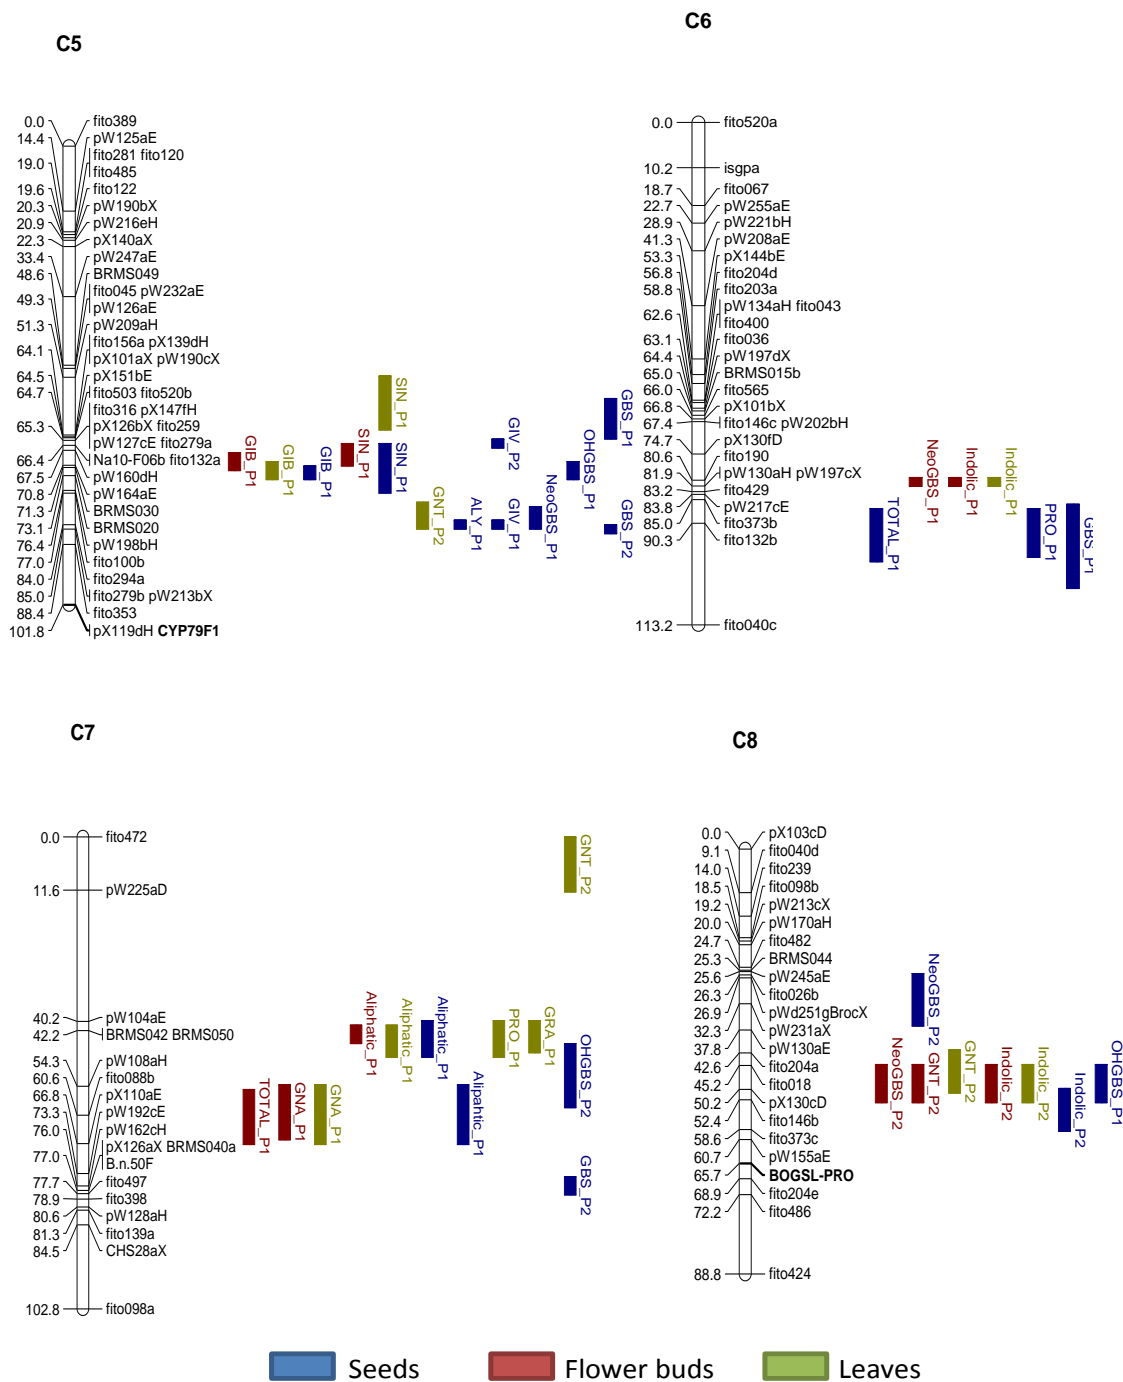 C5
0.0 fito389
14.4 pW125aE
fito281 fito120
19.0 fito485
19.6 fito122
20.3 pW190bX
20.9 pW216eH
22.3 pX140aX
33.4 pW247aE
48.6 BRMS049
fito045 pW232aE
49.3 pW126aE
51.3 pW209aH
fito156a pX139dH
64.1 pX101aX pW190cX
64.5 pX151bE
64.7 fito503 fito520b
fito316 pX147fH
65.3 pX126bX fito259
pW127cE fito279a
66.4 Na10-F06b fito132a
67.5 pW160dH
70.8 pW164aE
71.3 BRMS030
73.1 BRMS020
76.4 pW198bH
77.0 fito100b
84.0 fito294a
85.0 fito279b pW213bX
88.4 fito353
101.8 pX119dH CYP79F1
GIB_P1
GIB_P1
GIB_P1
SIN_P1
SIN_P1
SIN_P1
GNT_P2
ALY_P1
GIV_P2
GIV_P1
NeoGBS_P1
OHGBS_P1
GBS_P1
GBS_P2
C6
0.0 fito520a
10.2 isgpa
18.7 fito067
22.7 pW255aE
28.9 pW221bH
41.3 pW208aE
53.3 pX144bE
56.8 fito204d
58.8 fito203a
pW134aH fito043
62.6 fito400
63.1 fito036
64.4 pW197dX
65.0 BRMS015b
66.0 fito565
66.8 pX101bX
67.4 fito146c pW202bH
74.7 pX130fD
80.6 fito190
81.9 pW130aH pW197cX
83.2 fito429
83.8 pW217cE
85.0 fito373b
90.3 fito132b
113.2 fito040c
TOTAL_P1
NeoGBS_P1
Indolic_P1
Indolic_P1
PRO_P1
GBS_P1
C7
0.0 fito472
11.6 pW225aD
40.2 pW104aE
42.2 BRMS042 BRMS050
54.3 pW108aH
60.6 fito088b
66.8 pX110aE
73.3 pW192cE
76.0 pW162cH
pX126aX BRMS040a
77.0 B.n.50F
77.7 fito497
78.9 fito398
80.6 pW128aH
81.3 fito139a
84.5 CHS28aX
102.8 fito098a
TOTAL_P1
GNA_P1
GNA_P1
Aliphatic_P1
Aliphatic_P1
Aliphatic_P1
Alipahtic_P1
PRO_P1
GRA_P1
GNT_P2
OHGBS_P2
GBS_P2
C8
0.0 pX103cD
9.1 fito040d
14.0 fito239
18.5 fito098b
19.2 pW213cX
20.0 pW170aH
24.7 fito482
25.3 BRMS044
25.6 pW245aE
26.3 fito026b
26.9 pWd251gBrocX
32.3 pW231aX
37.8 pW130aE
42.6 fito204a
45.2 fito018
50.2 pX130cD
52.4 fito146b
58.6 fito373c
60.7 pW155aE
65.7 BOGSL-PRO
68.9 fito204e
72.2 fito486
88.8 fito424
NeoGBS_P2
NeoGBS_P2
GNT_P2
GNT_P2
Indolic_P2
Indolic_P2
Indolic_P2
OHGBS_P1
Seeds Flower buds Leaves